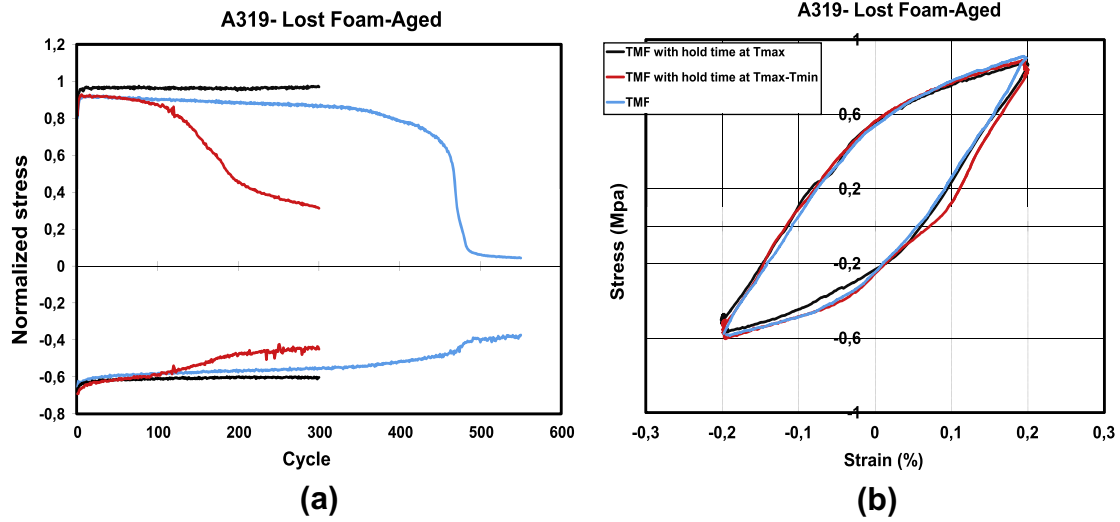 A319- Lost Foam-Aged
1,2
1
0,8
0,6
0,4
0,2
0
-0,2
-0,4
-0,6
-0,8
Normalized stress
0 100 200 300 400 500 600
Cycle
(a)
A319- Lost Foam-Aged
TMF with hold time at Tmax
TMF with hold time at Tmax-Tmin
TMF
1
0,6
0,2
-0,2
-0,6
-1
Stress (Mpa)
-0,3 -0,2 -0,1 0 0,1 0,2 0,3
Strain (%)
(b)